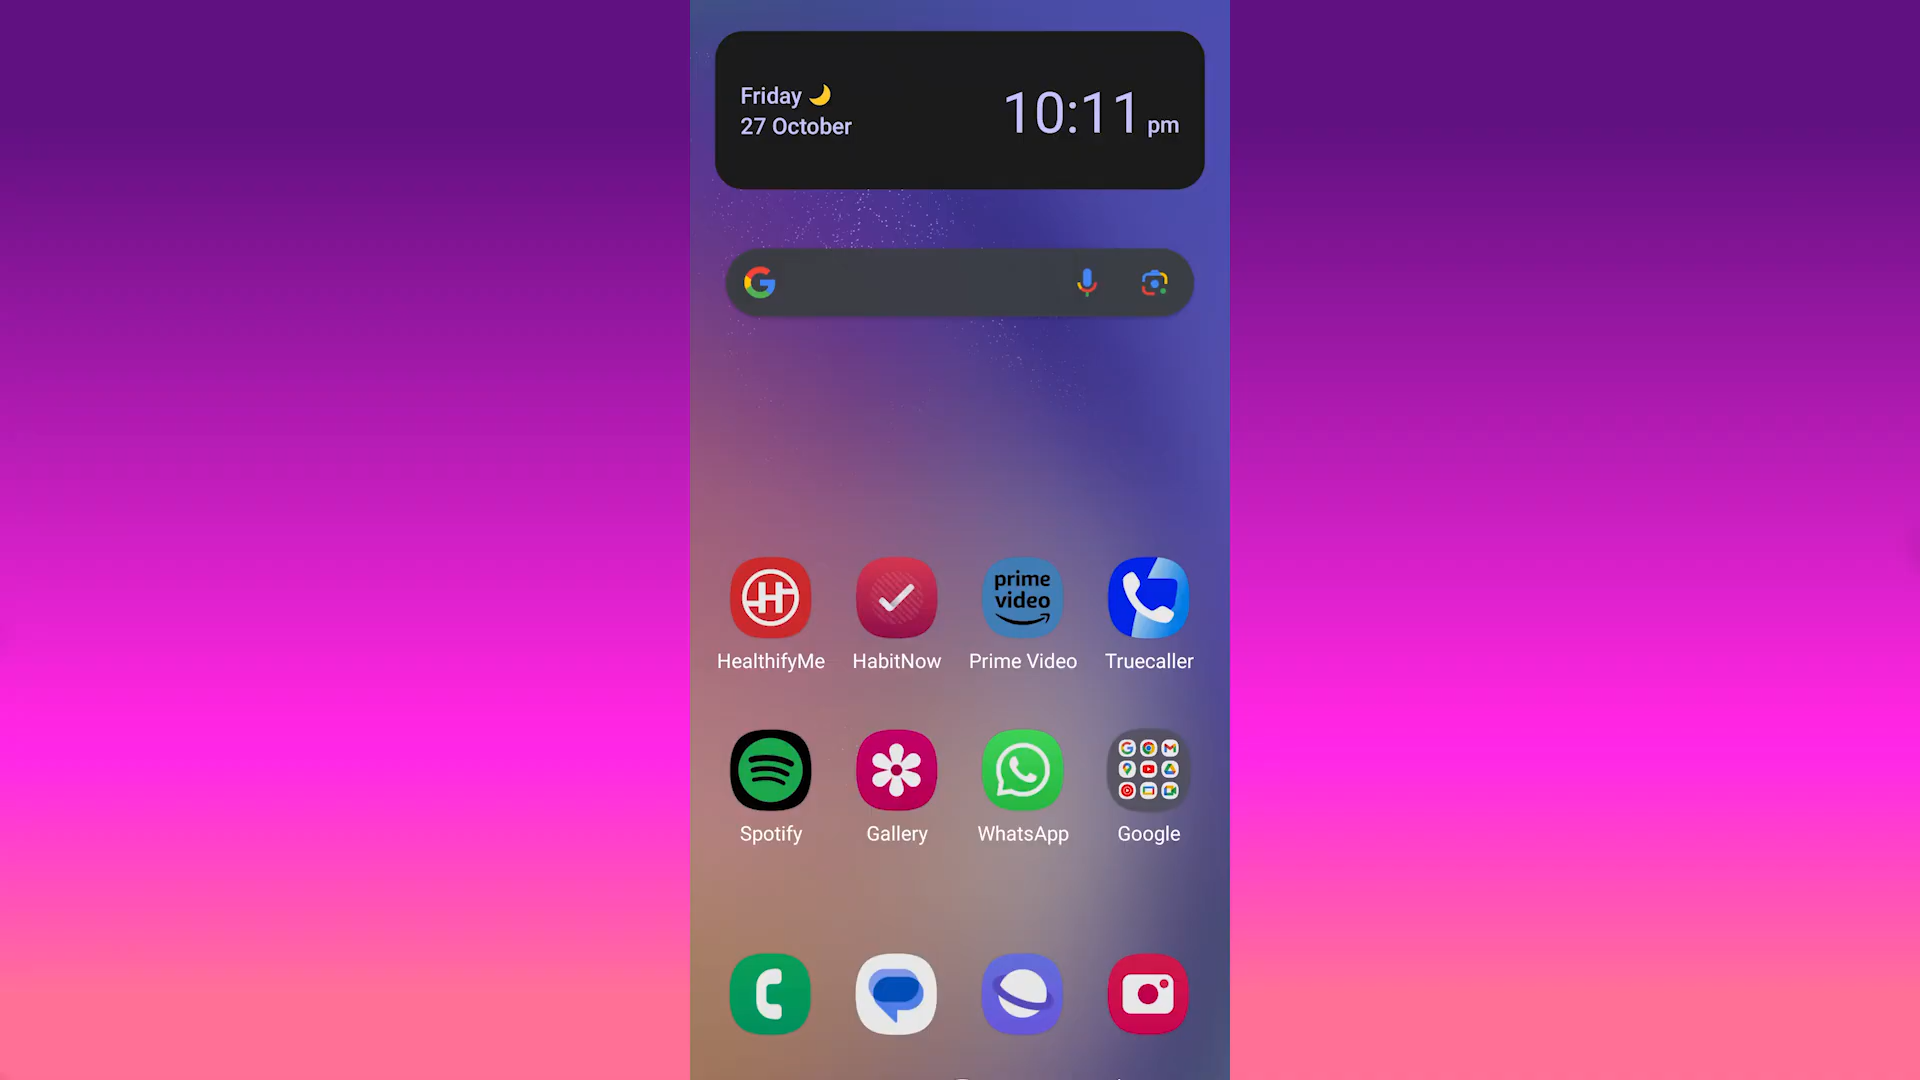 Friday 🌙
27 October
10:11 pm
prime
video
HealthifyMe
HabitNow
Prime Video
Truecaller
Spotify
Gallery
WhatsApp
Google